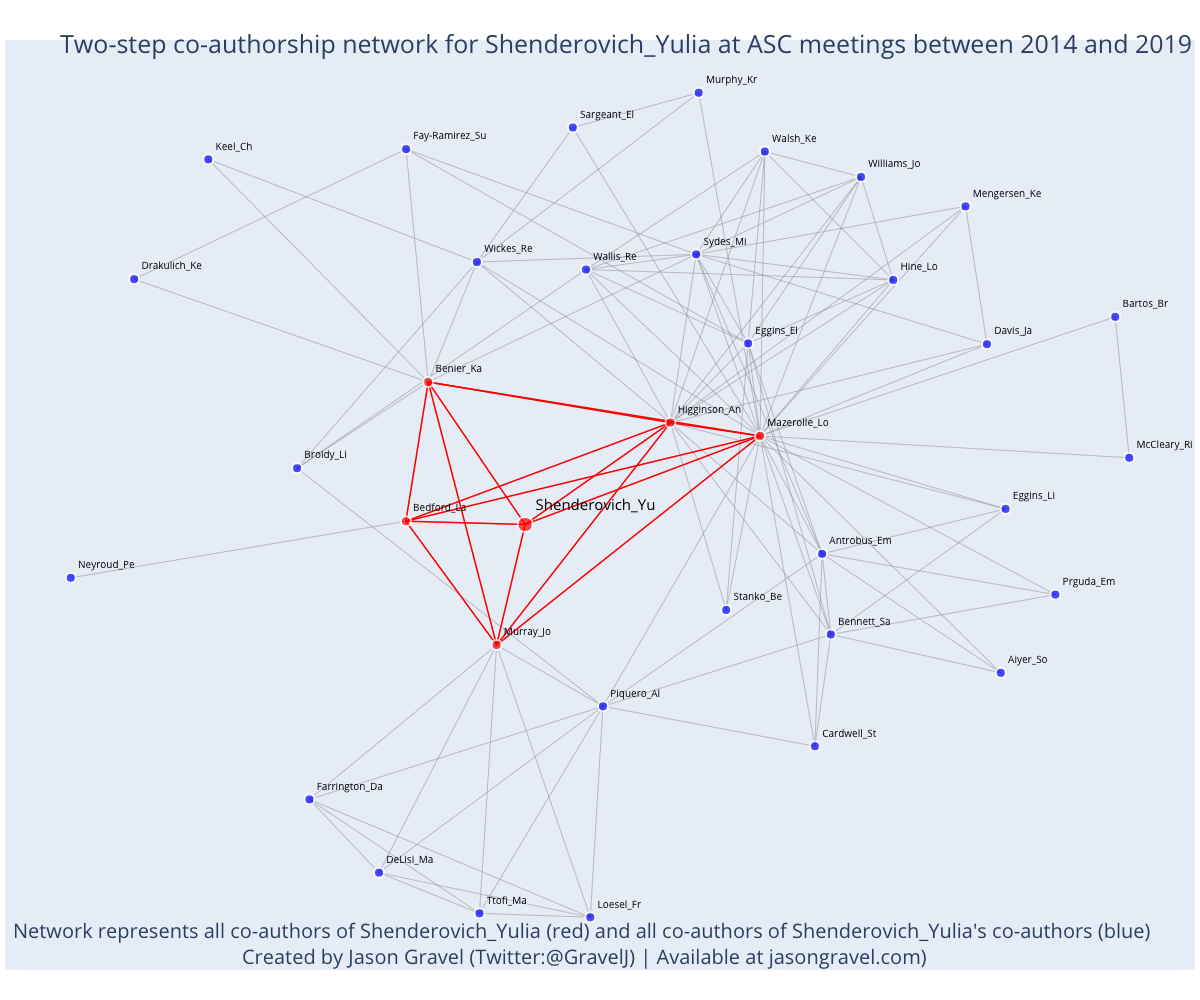 Two-step co-authorship network for Shenderovich_Yulia at ASC meetings between 2014 and 2019
Murphy_Kr
Sargeant_El
Fay-Ramirez_Su
Walsh_Ke
Keel_Ch
Williams_Jo
Mengersen_Ke
Sydes_Mi
Wickes_Re
Wallis_Re
Drakulich_Ke
Hine_Lo
Bartos_Br
Eggins_El
Davis_Ja
Benier_Ka
Higginson_An
Mazerolle_Lo
McCleary_Ri
Broidy_Li
Eggins_Li
Shenderovich_Yu
Bedford_La
Antrobus_Em
Neyroud_Pe
Prguda_Em
Stanko_Be
Bennett_Sa
Murray_Jo
Aiyer_So
Piquero_Al
Cardwell_St
Farrington_Da
DeLisi_Ma
Ttofi_Ma
Loesel_Fr
Network represents all co-authors of Shenderovich_Yulia (red) and all co-authors of Shenderovich_Yulia's co-authors (blue)
Created by Jason Gravel (Twitter:@GravelJ) | Available at jasongravel.com)